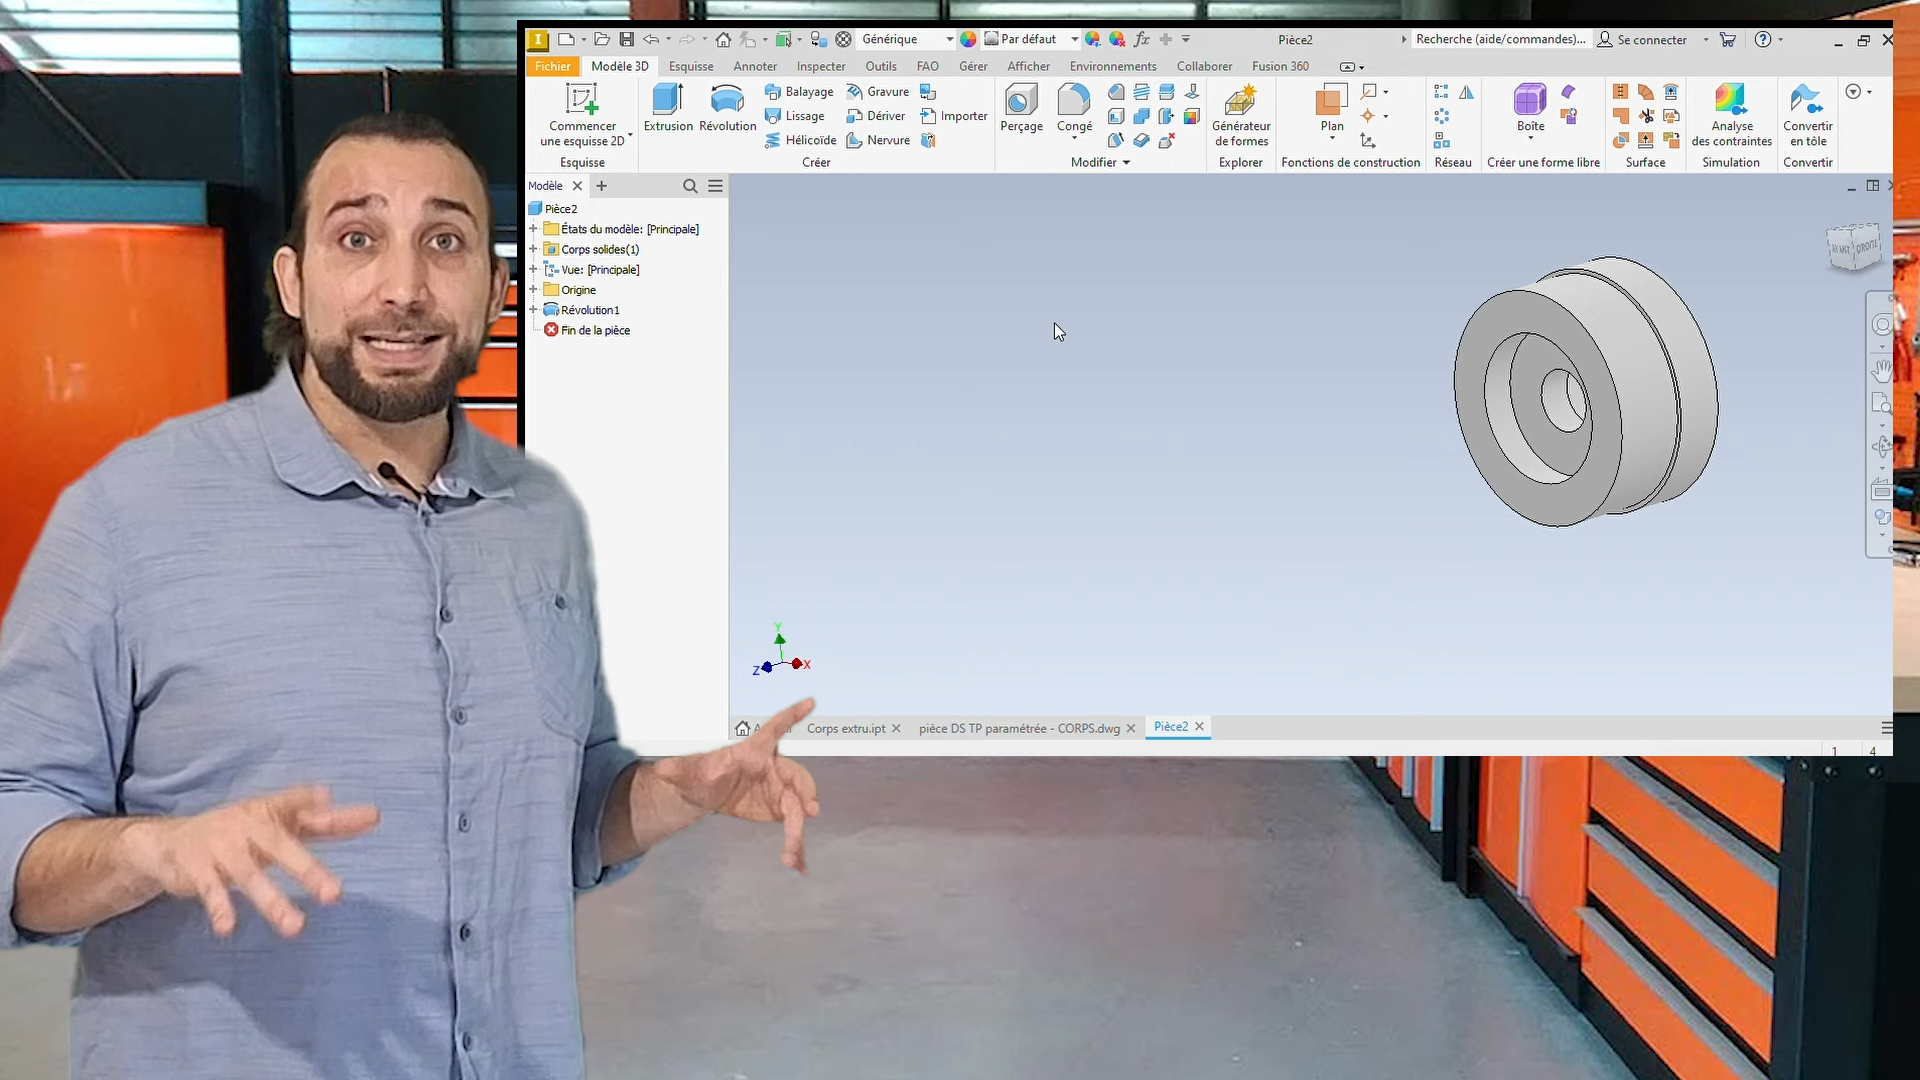 Générique
Par défaut
Pièce2
Recherche (aide/commandes)...
Se connecter
Fichier
Modèle 3D
Esquisse
Annoter
Inspecter
Outils
FAO
Gérer
Afficher
Environnements
Collaborer
Fusion 360
Commencer
une esquisse 2D
Esquisse
Extrusion
Révolution
Balayage
Lissage
Hélicoïde
Gravure
Dériver
Nervure
Importer
Créer
Perçage
Congé
Modifier
Générateur
de formes
Explorer
Plan
Fonctions de construction
Réseau
Boîte
Créer une forme libre
Surface
Analyse
des contraintes
Simulation
Convertir
en tôle
Convertir
Modèle
Pièce2
États du modèle: [Principale]
Corps solides(1)
Vue: [Principale]
Origine
Révolution1
Fin de la pièce
DROITE
Y
Z
X
Corps extru.ipt
pièce DS TP paramétrée - CORPS.dwg
Pièce2
1 4